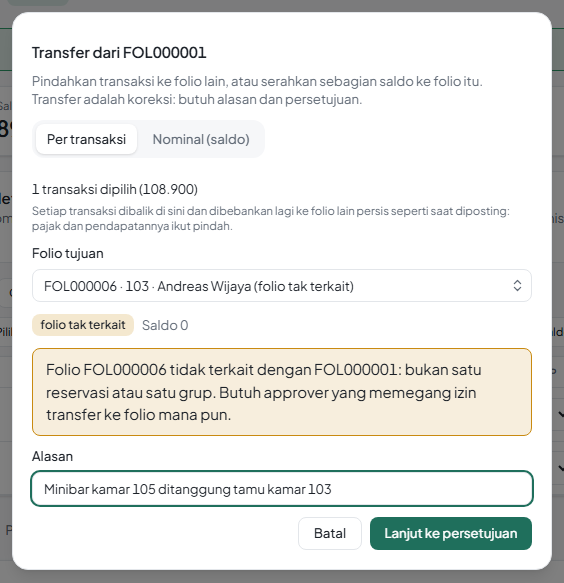 Transfer dari FOL000001
Pindahkan transaksi ke folio lain, atau serahkan sebagian saldo ke folio itu.
Transfer adalah koreksi: butuh alasan dan persetujuan.
Per transaksi
Nominal (saldo)
1 transaksi dipilih (108.900)
Setiap transaksi dibalik di sini dan dibebankan lagi ke folio lain persis seperti saat diposting:
pajak dan pendapatannya ikut pindah.
Folio tujuan
FOL000006 · 103 · Andreas Wijaya (folio tak terkait)
folio tak terkait
Saldo 0
Folio FOL000006 tidak terkait dengan FOL000001: bukan satu
reservasi atau satu grup. Butuh approver yang memegang izin
transfer ke folio mana pun.
Alasan
Minibar kamar 105 ditanggung tamu kamar 103
Batal
Lanjut ke persetujuan